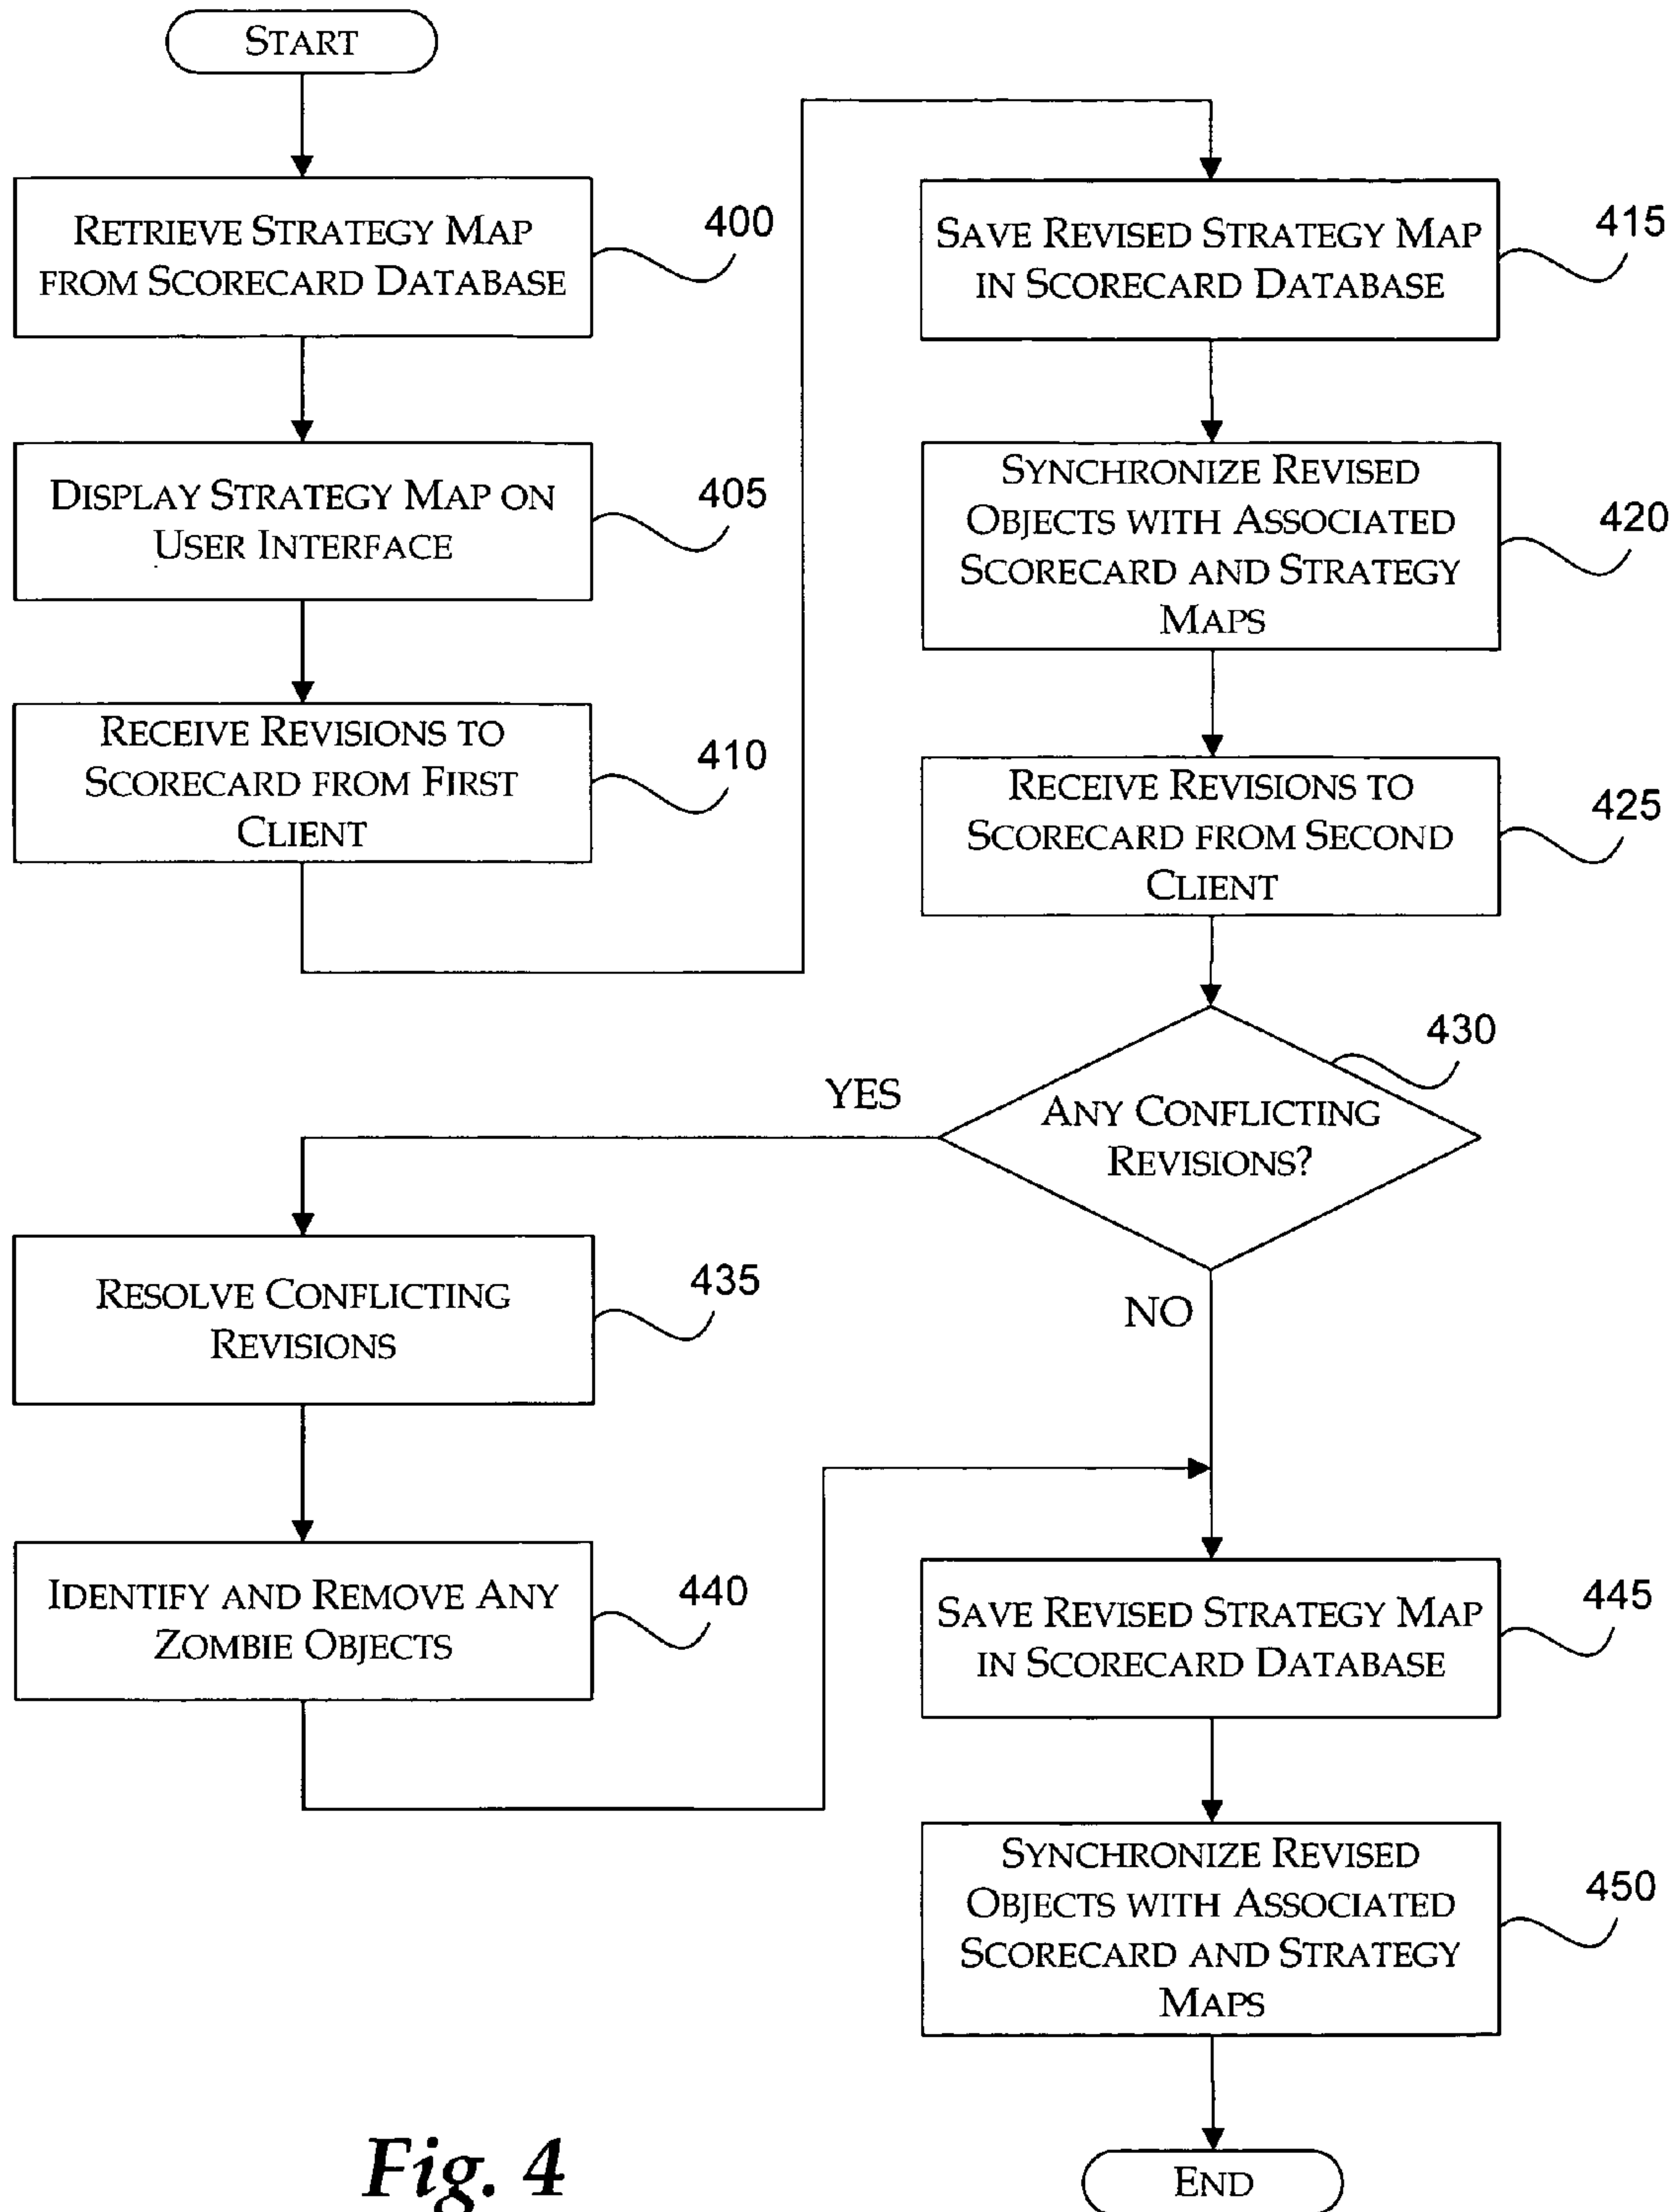 START
RETRIEVE STRATEGY MAP
FROM SCORECARD DATABASE
400
DISPLAY STRATEGY MAP ON
USER INTERFACE
405
RECEIVE REVISIONS TO
SCORECARD FROM FIRST
CLIENT
410
SAVE REVISED STRATEGY MAP
IN SCORECARD DATABASE
415
SYNCHRONIZE REVISED
OBJECTS WITH ASSOCIATED
SCORECARD AND STRATEGY
MAPS
420
RECEIVE REVISIONS TO
SCORECARD FROM SECOND
CLIENT
425
ANY CONFLICTING
REVISIONS?
430
YES
NO
RESOLVE CONFLICTING
REVISIONS
435
IDENTIFY AND REMOVE ANY
ZOMBIE OBJECTS
440
SAVE REVISED STRATEGY MAP
IN SCORECARD DATABASE
445
SYNCHRONIZE REVISED
OBJECTS WITH ASSOCIATED
SCORECARD AND STRATEGY
MAPS
450
END
Fig. 4